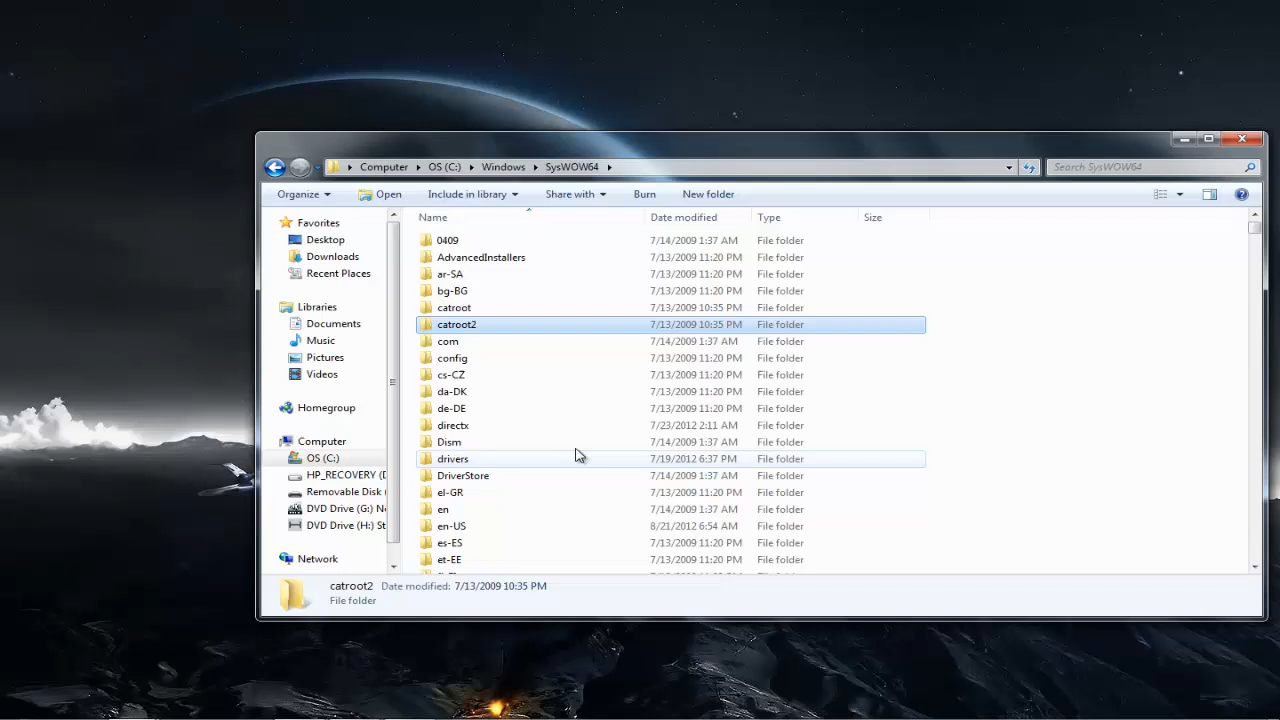 Computer OS (C:) Windows SysWOW64 Search SysWOW64
Organize Open Include in library Share with Burn New folder
Favorites
Desktop
Downloads
Recent Places
Libraries
Documents
Music
Pictures
Videos
Homegroup
Computer
OS (C:)
HP_RECOVERY (D
Removable Disk (
DVD Drive (G:) N
DVD Drive (H:) St
Network
Name Date modified Type Size
0409 7/14/2009 1:37 AM File folder
AdvancedInstallers 7/13/2009 11:20 PM File folder
ar-SA 7/13/2009 11:20 PM File folder
bg-BG 7/13/2009 11:20 PM File folder
catroot 7/13/2009 10:35 PM File folder
catroot2 7/13/2009 10:35 PM File folder
com 7/14/2009 1:37 AM File folder
config 7/13/2009 11:20 PM File folder
cs-CZ 7/13/2009 11:20 PM File folder
da-DK 7/13/2009 11:20 PM File folder
de-DE 7/13/2009 11:20 PM File folder
directx 7/23/2012 2:11 AM File folder
Dism 7/14/2009 1:37 AM File folder
drivers 7/19/2012 6:37 PM File folder
DriverStore 7/14/2009 1:37 AM File folder
el-GR 7/13/2009 11:20 PM File folder
en 7/14/2009 1:37 AM File folder
en-US 8/21/2012 6:54 AM File folder
es-ES 7/13/2009 11:20 PM File folder
et-EE 7/13/2009 11:20 PM File folder
catroot2 Date modified: 7/13/2009 10:35 PM
File folder